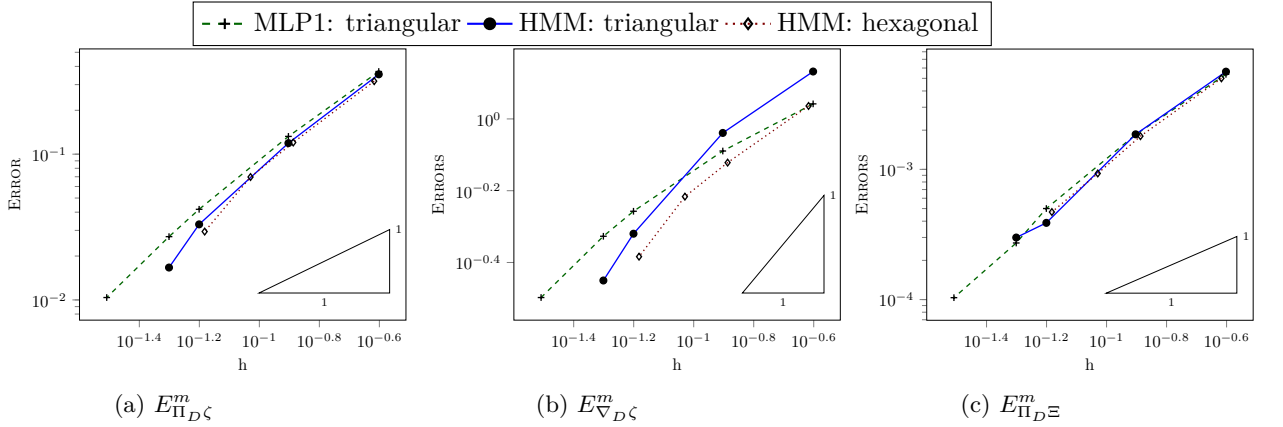 MLP1: triangular HMM: triangular HMM: hexagonal
10^{-1}
10^{-2}
ERROR
10^{-1.4} 10^{-1.2} 10^{-1} 10^{-0.8} 10^{-0.6}
h
1
1
(a) E^m_{Π_D ζ}
10^0
10^{-0.2}
10^{-0.4}
ERRORS
10^{-1.4} 10^{-1.2} 10^{-1} 10^{-0.8} 10^{-0.6}
h
1
1
(b) E^m_{∇_D ζ}
10^{-3}
10^{-4}
ERRORS
10^{-1.4} 10^{-1.2} 10^{-1} 10^{-0.8} 10^{-0.6}
h
1
1
(c) E^m_{Π_D Ξ}